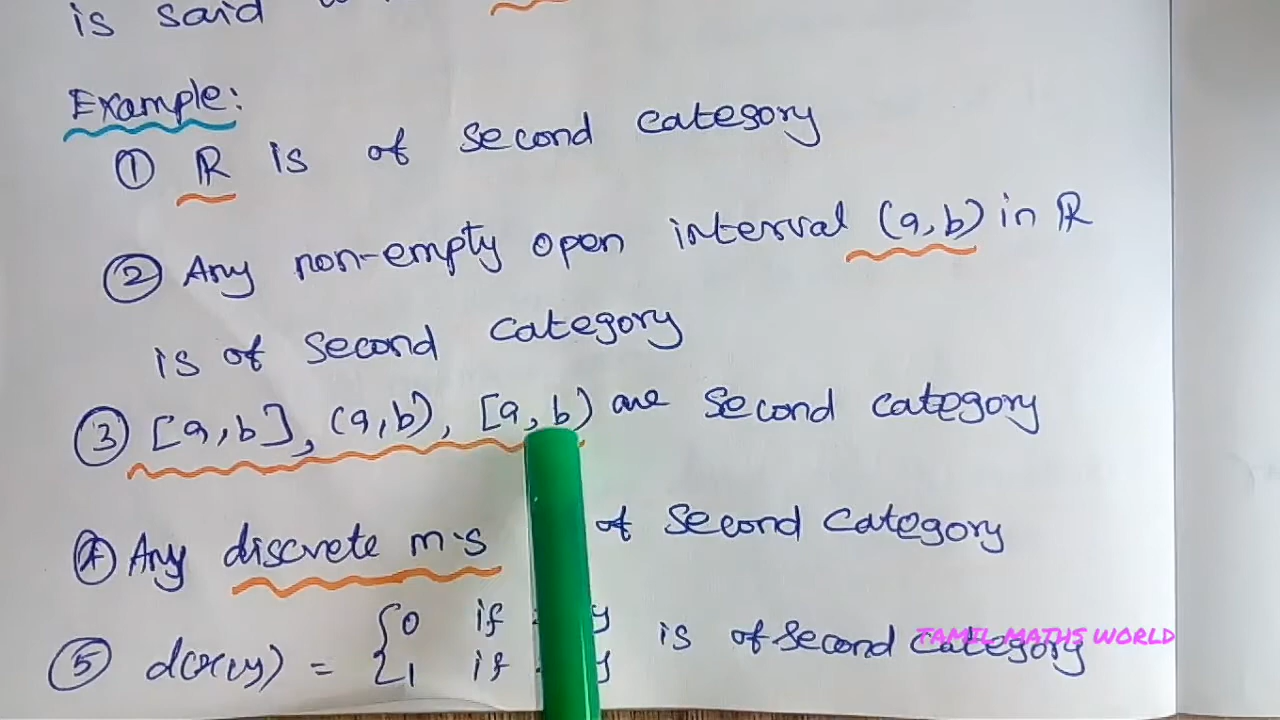 is said
Example:
① ℝ is of second category
② Any non-empty open interval (a,b) in ℝ
is of second category
③ [a,b], (a,b), [a,b) are second category
④ Any discrete m.s of second category
⑤ d(x,y) = { 0 if y
1 if y is of second category
TAMIL MATHS WORLD